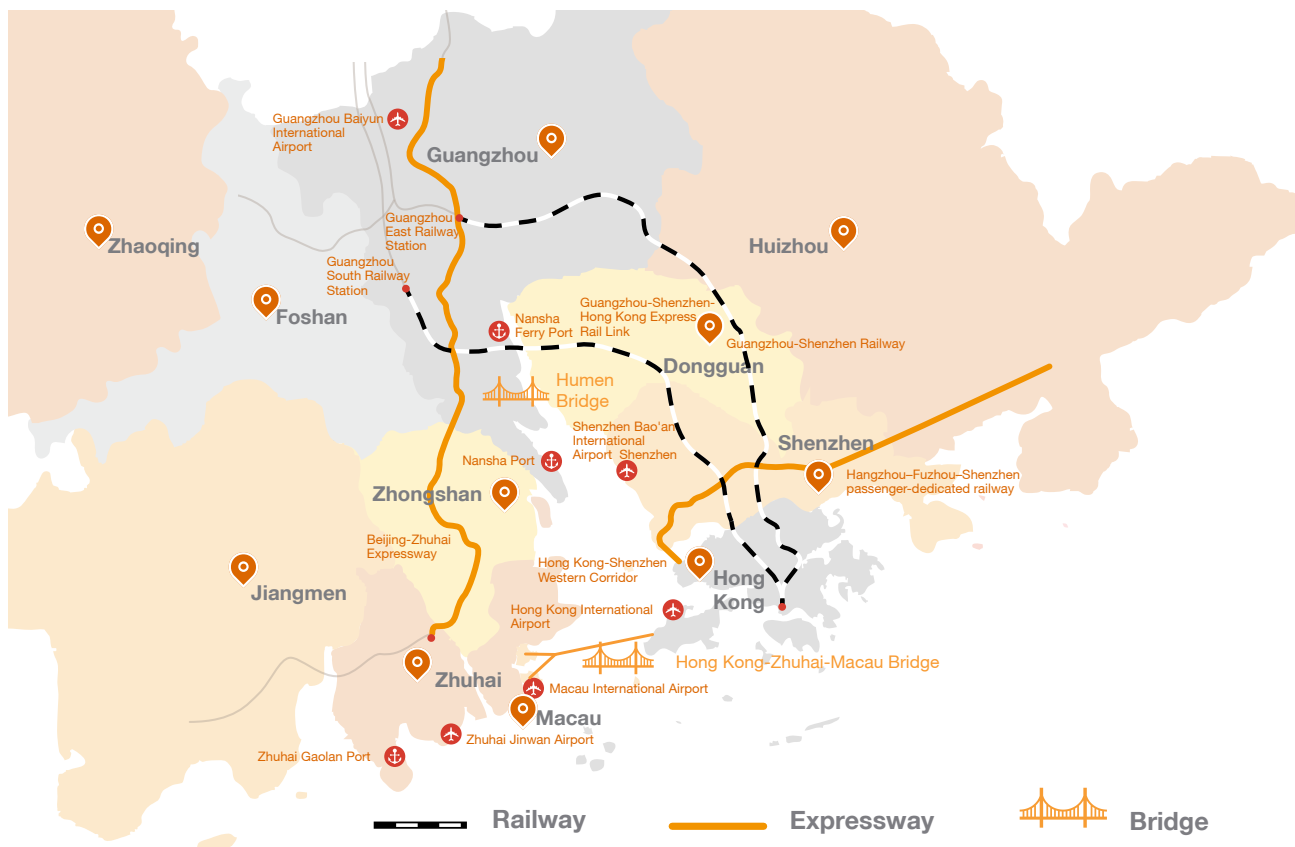 Guangzhou Baiyun
International
Airport
Guangzhou
Guangzhou
East Railway
Station
Zhaoqing
Huizhou
Guangzhou
South Railway
Station
Foshan
Nansha
Ferry Port
Guangzhou-Shenzhen-
Hong Kong Express
Rail Link
Guangzhou-Shenzhen Railway
Dongguan
Humen
Bridge
Shenzhen Bao'an
International
Airport Shenzhen
Shenzhen
Nansha Port
Hangzhou–Fuzhou–Shenzhen
passenger-dedicated railway
Zhongshan
Beijing-Zhuhai
Expressway
Hong Kong-Shenzhen
Western Corridor
Hong
Kong
Jiangmen
Hong Kong International
Airport
Hong Kong-Zhuhai-Macau Bridge
Zhuhai
Macau International Airport
Macau
Zhuhai Jinwan Airport
Zhuhai Gaolan Port
Railway
Expressway
Bridge